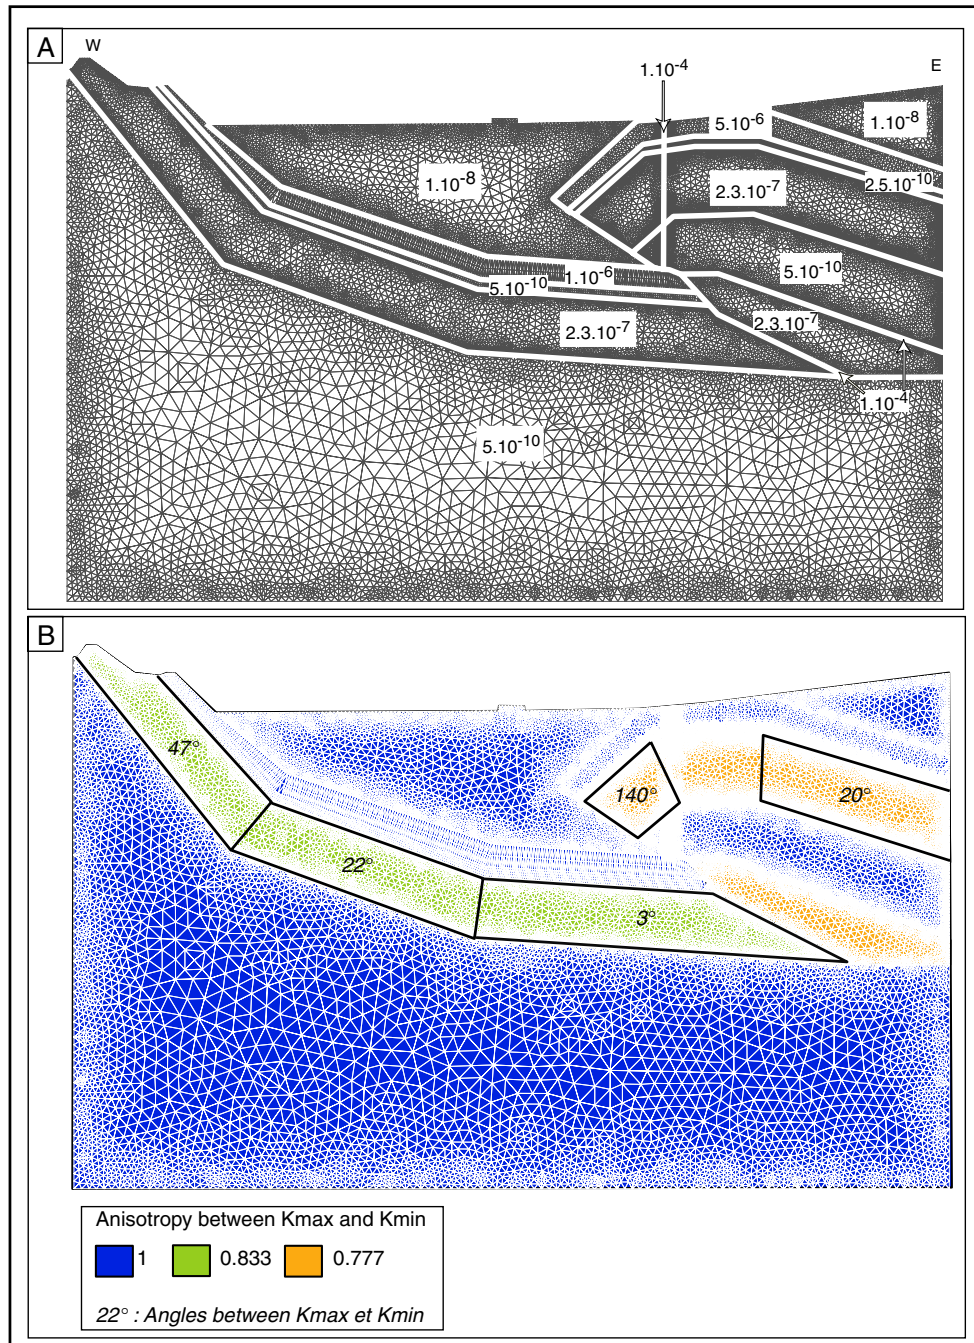 A
W
E
1.10-4
5.10-6
1.10-8
2.5.10-10
1.10-8
2.3.10-7
5.10-10
1.10-6
5.10-10
2.3.10-7
2.3.10-7
1.10-4
5.10-10
B
47°
140°
20°
22°
3°
Anisotropy between Kmax and Kmin
1 0.833 0.777
22° : Angles between Kmax et Kmin